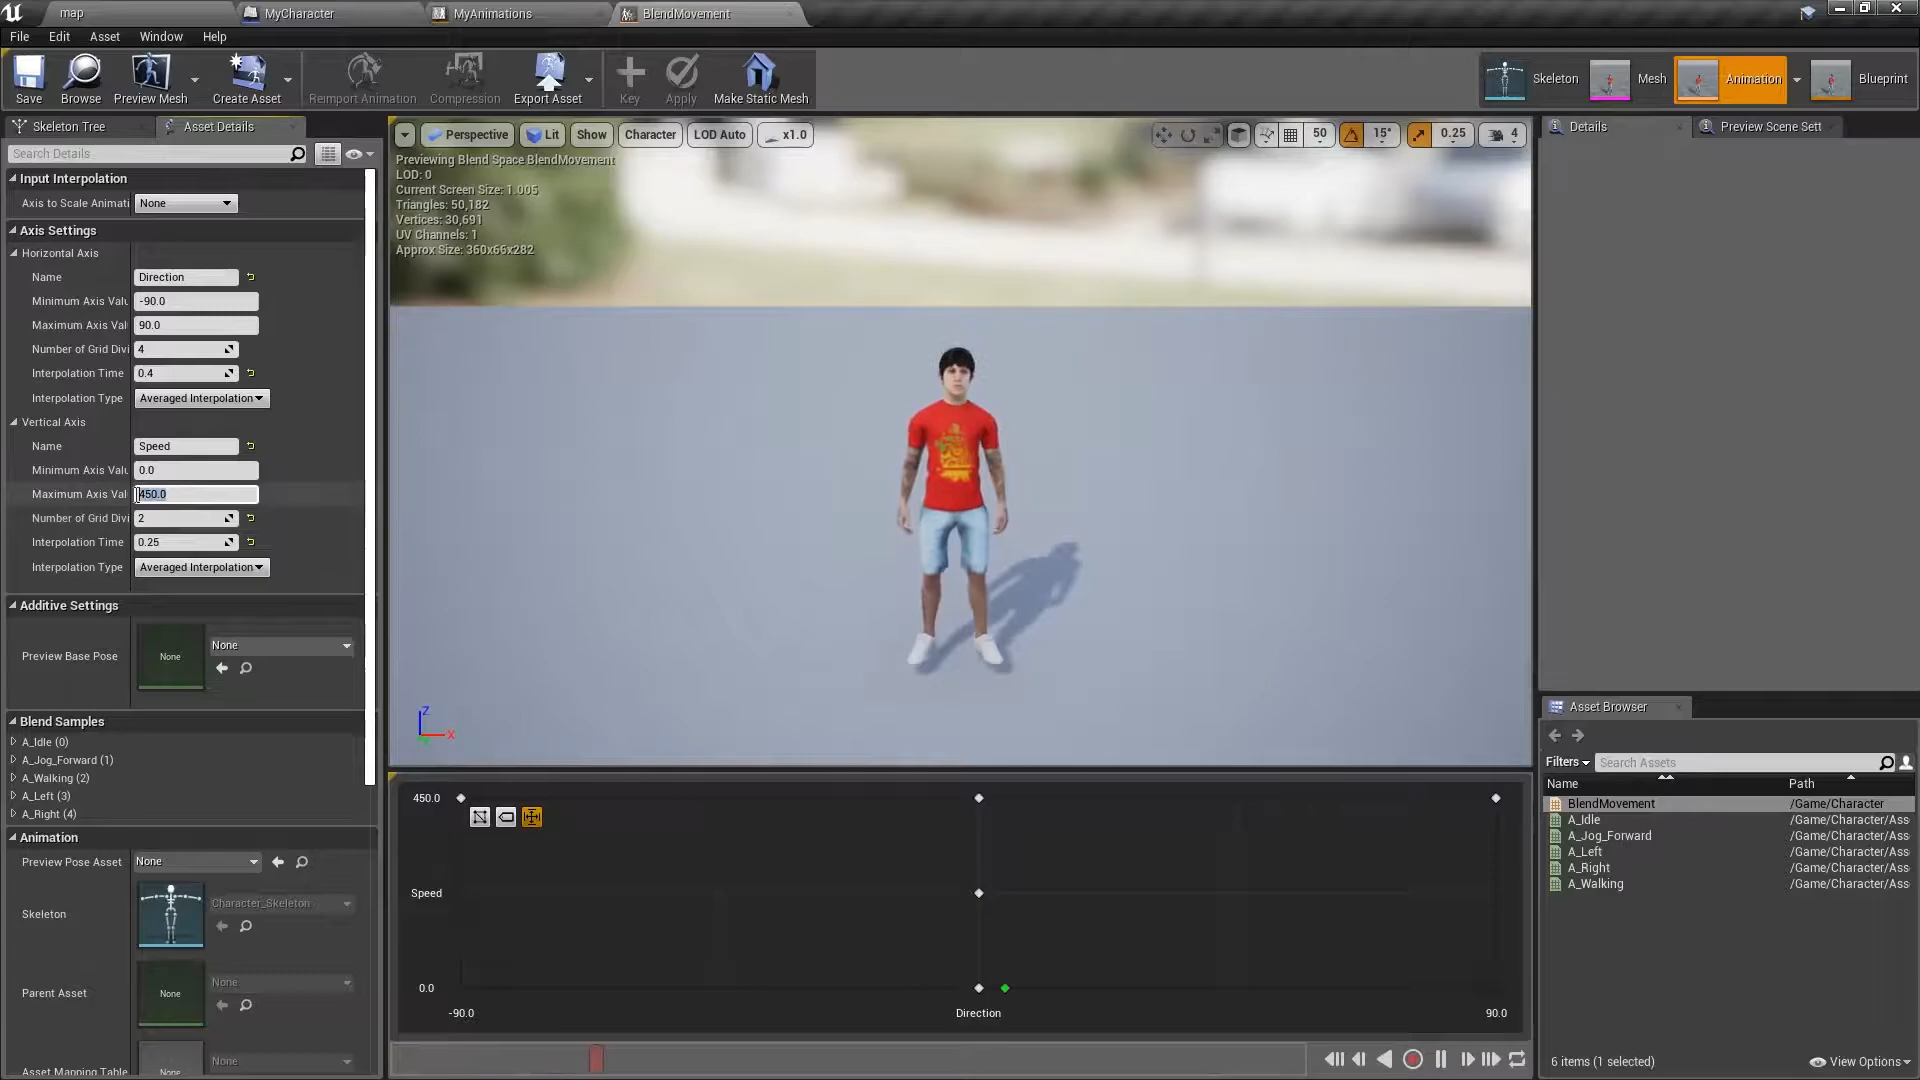 map
MyCharacter
MyAnimations
BlendMovement
File Edit Asset Window Help
Save
Browse
Preview Mesh
Create Asset
Reimport Animation
Compression
Export Asset
Key
Apply
Make Static Mesh
Skeleton
Mesh
Animation
Blueprint
Skeleton Tree
Asset Details
Search Details
Input Interpolation
Axis to Scale Animati None
Axis Settings
Horizontal Axis
Name Direction
Minimum Axis Valu -90.0
Maximum Axis Val 90.0
Number of Grid Divi 4
Interpolation Time 0.4
Interpolation Type Averaged Interpolation
Vertical Axis
Name Speed
Minimum Axis Valu 0.0
Maximum Axis Val 450.0
Number of Grid Divi 2
Interpolation Time 0.25
Interpolation Type Averaged Interpolation
Additive Settings
Preview Base Pose None None
Blend Samples
A_Idle (0)
A_Jog_Forward (1)
A_Walking (2)
A_Left (3)
A_Right (4)
Animation
Preview Pose Asset None
Skeleton Character_Skeleton
Parent Asset None None
Asset Mapping Table None None
Perspective Lit Show Character LOD Auto x1.0
50 15° 0.25 4
Previewing Blend Space BlendMovement
LOD: 0
Current Screen Size: 1.005
Triangles: 50,182
Vertices: 30,691
UV Channels: 1
Approx Size: 360x66x282
Z
X
450.0
Speed
0.0
-90.0 Direction 90.0
Details
Preview Scene Sett
Asset Browser
Filters Search Assets
Name Path
BlendMovement /Game/Character
A_Idle /Game/Character/Ass
A_Jog_Forward /Game/Character/Ass
A_Left /Game/Character/Ass
A_Right /Game/Character/Ass
A_Walking /Game/Character/Ass
6 items (1 selected) View Options